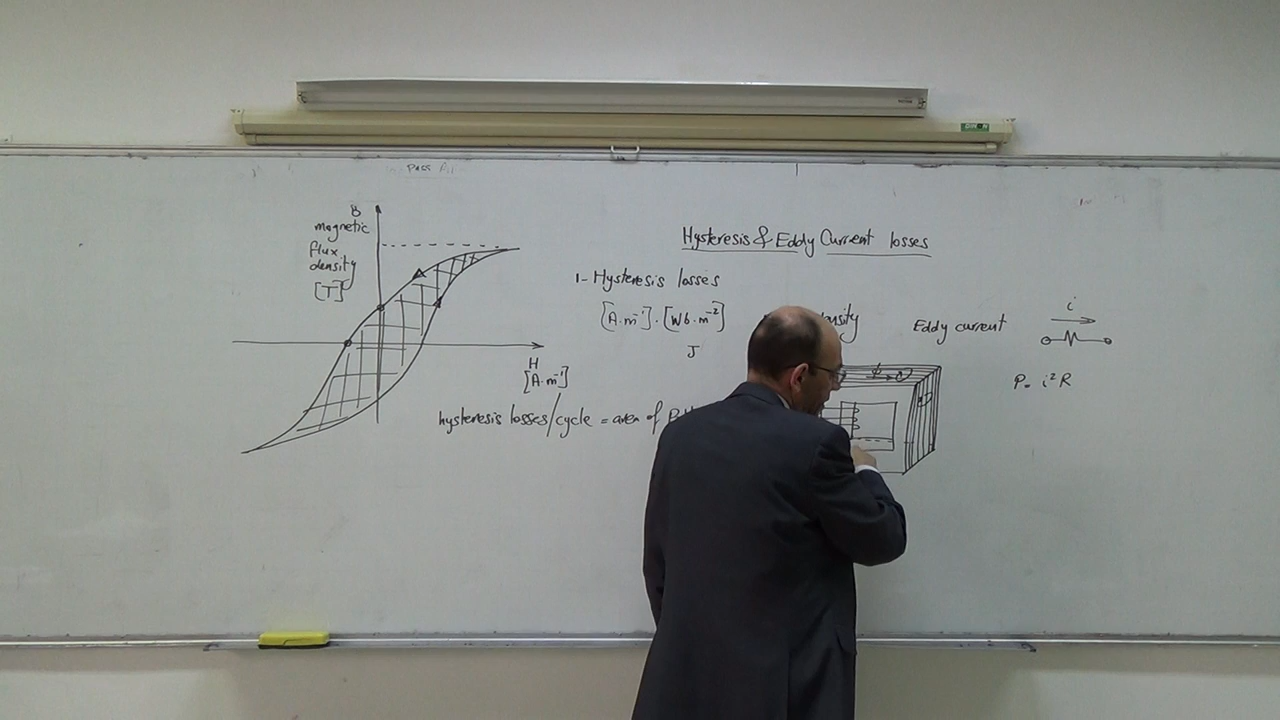 Pass
B
magnetic
flux
density
[T]
H
[A.m⁻¹]
Hysteresis & Eddy Current losses
1- Hysteresis losses
[A.m⁻¹] . [Wb.m⁻²]
J
hysteresis losses/cycle = area of
Eddy current
i
P = i²R
ϕ